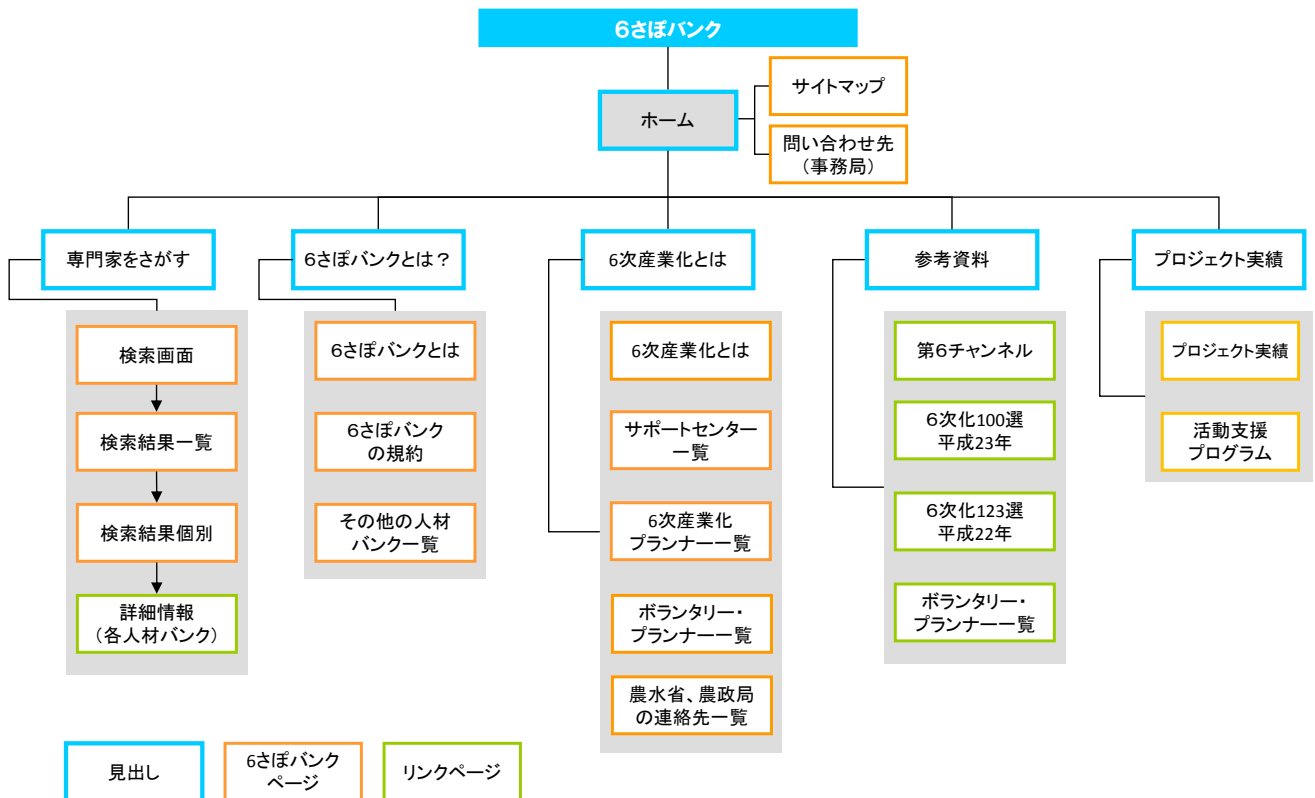 6さぽバンク
ホーム
サイトマップ
問い合わせ先
（事務局）
専門家をさがす
6さぽバンクとは？
6次産業化とは
参考資料
プロジェクト実績
検索画面
検索結果一覧
検索結果個別
詳細情報
（各人材バンク）
6さぽバンクとは
6さぽバンク
の規約
その他の人材
バンク一覧
6次産業化とは
サポートセンター
一覧
6次産業化
プランナー一覧
ボランタリー・
プランナー一覧
農水省、農政局
の連絡先一覧
第6チャンネル
6次化100選
平成23年
6次化123選
平成22年
ボランタリー・
プランナー一覧
プロジェクト実績
活動支援
プログラム
見出し
6さぽバンク
ページ
リンクページ